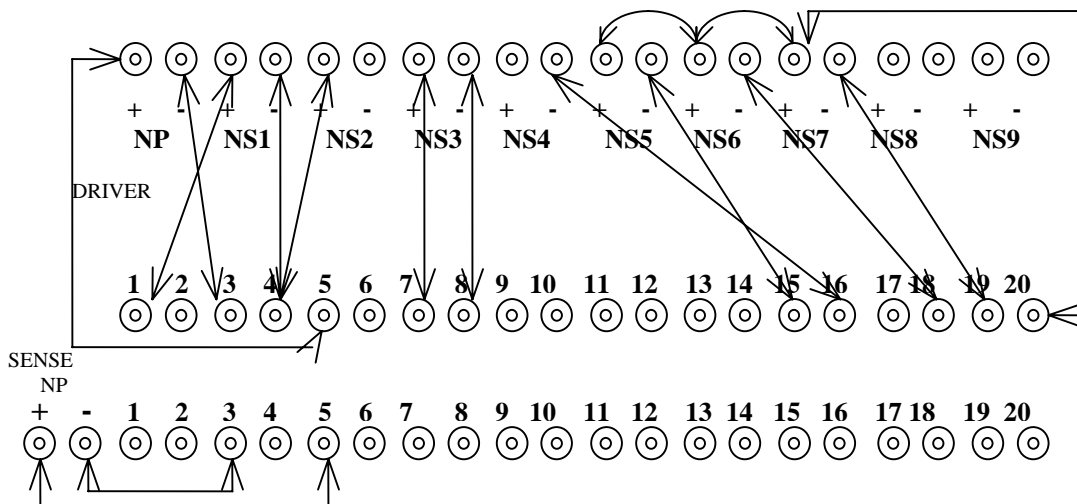 + - + - + - + - + - + - + - + - + - + -
NP NS1 NS2 NS3 NS4 NS5 NS6 NS7 NS8 NS9
DRIVER
1 2 3 4 5 6 7 8 9 10 11 12 13 14 15 16 17 18 19 20
SENSE
NP
+ - 1 2 3 4 5 6 7 8 9 10 11 12 13 14 15 16 17 18 19 20